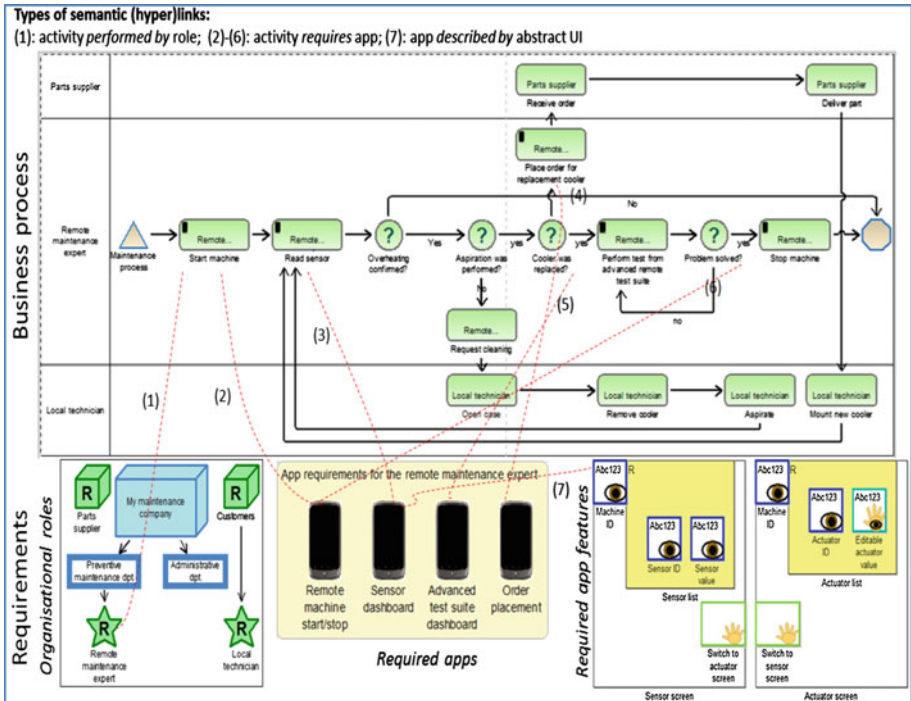 Types of semantic (hyper)links:
(1): activity performed by role; (2)-(6): activity requires app; (7): app described by abstract UI
Business process
Parts supplier
Parts supplier
Receive order
Parts supplier
Deliver part
Remote...
Place order for
replacement cooler
(4)
No
Remote
maintenance
expert
Maintenance
process
Remote...
Start machine
Remote...
Read sensor
?
Overheating
confirmed?
Yes
?
Aspiration was
performed?
yes
?
Cooler was
replaced?
yes
Remote...
Perform test from
advanced remote
test suite
?
Problem solved?
yes
Remote...
Stop machine
No
(5)
(6)
no
(3)
Remote...
Request cleaning
(1)
(2)
Local technician
Local technician
Open case
Local technician
Remove cooler
Local technician
Aspirate
Local technician
Mount new cooler
Requirements
Organisational roles
R
Parts
supplier
My maintenance
company
R
Customers
Preventive
maintenance dpt
Administrative
dpt.
R
Remote
maintenance
expert
R
Local
technician
App requirements for the remote maintenance expert
Remote
machine
start/stop
Sensor
dashboard
Advanced
test suite
dashboard
Order
placement
Required apps
(7)
Required app features
Abc123
Machine
ID
R
Abc123
Sensor ID
Abc123
Sensor
value
Sensor list
Switch to
actuator
screen
Sensor screen
Abc123
Machine
ID
R
Abc123
Actuator
ID
Abc123
Editable
actuator
value
Actuator list
Switch to
sensor
screen
Actuator screen